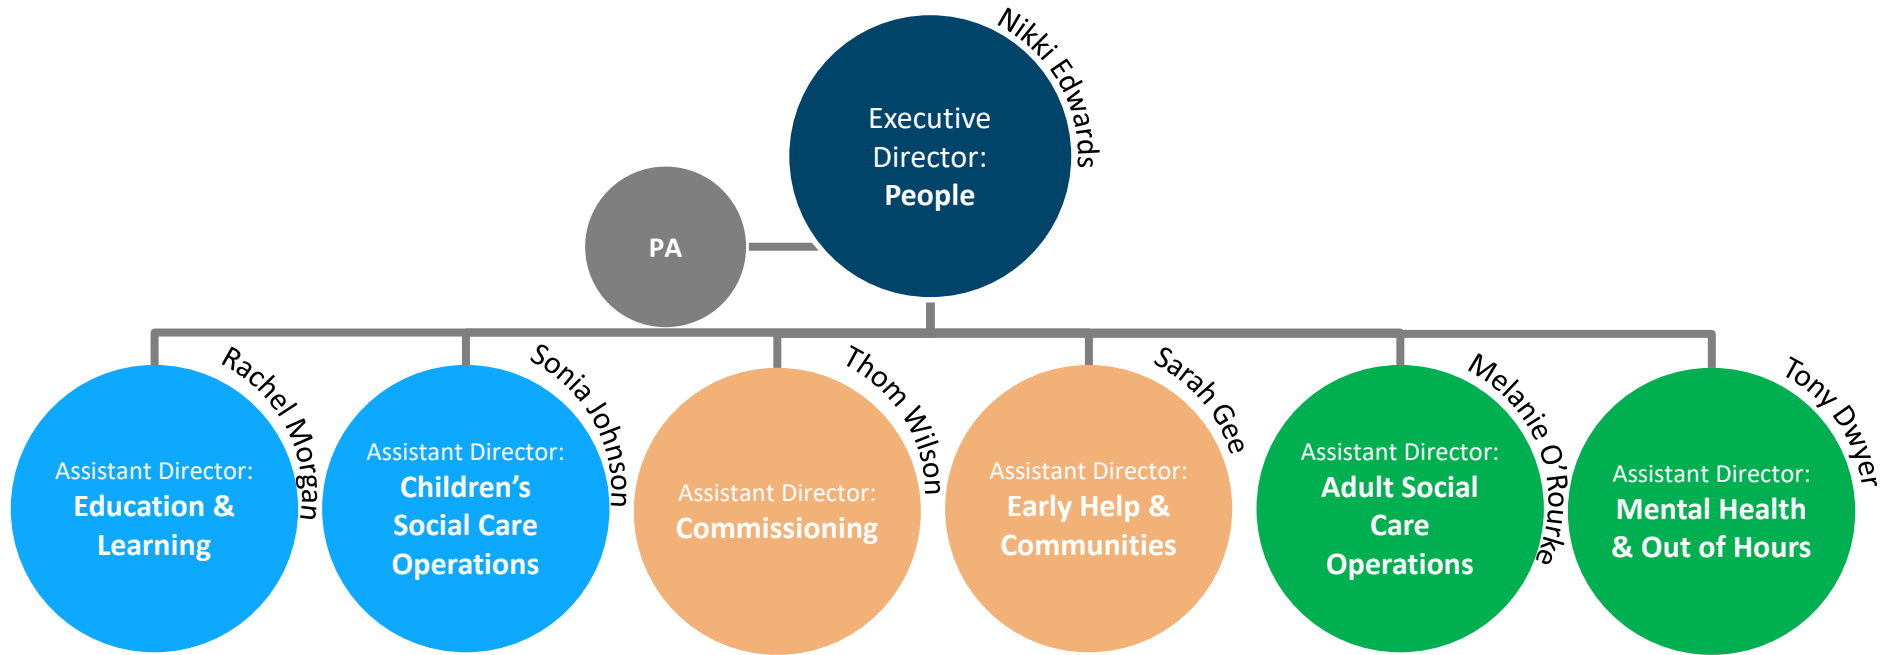 Nikki Edwards
Executive
Director:
People
PA
Rachel Morgan
Assistant Director:
Education &
Learning
Sonia Johnson
Assistant Director:
Children’s
Social Care
Operations
Thom Wilson
Assistant Director:
Commissioning
Sarah Gee
Assistant Director:
Early Help &
Communities
Melanie O’Rourke
Assistant Director:
Adult Social
Care
Operations
Tony Dwyer
Assistant Director:
Mental Health
& Out of Hours